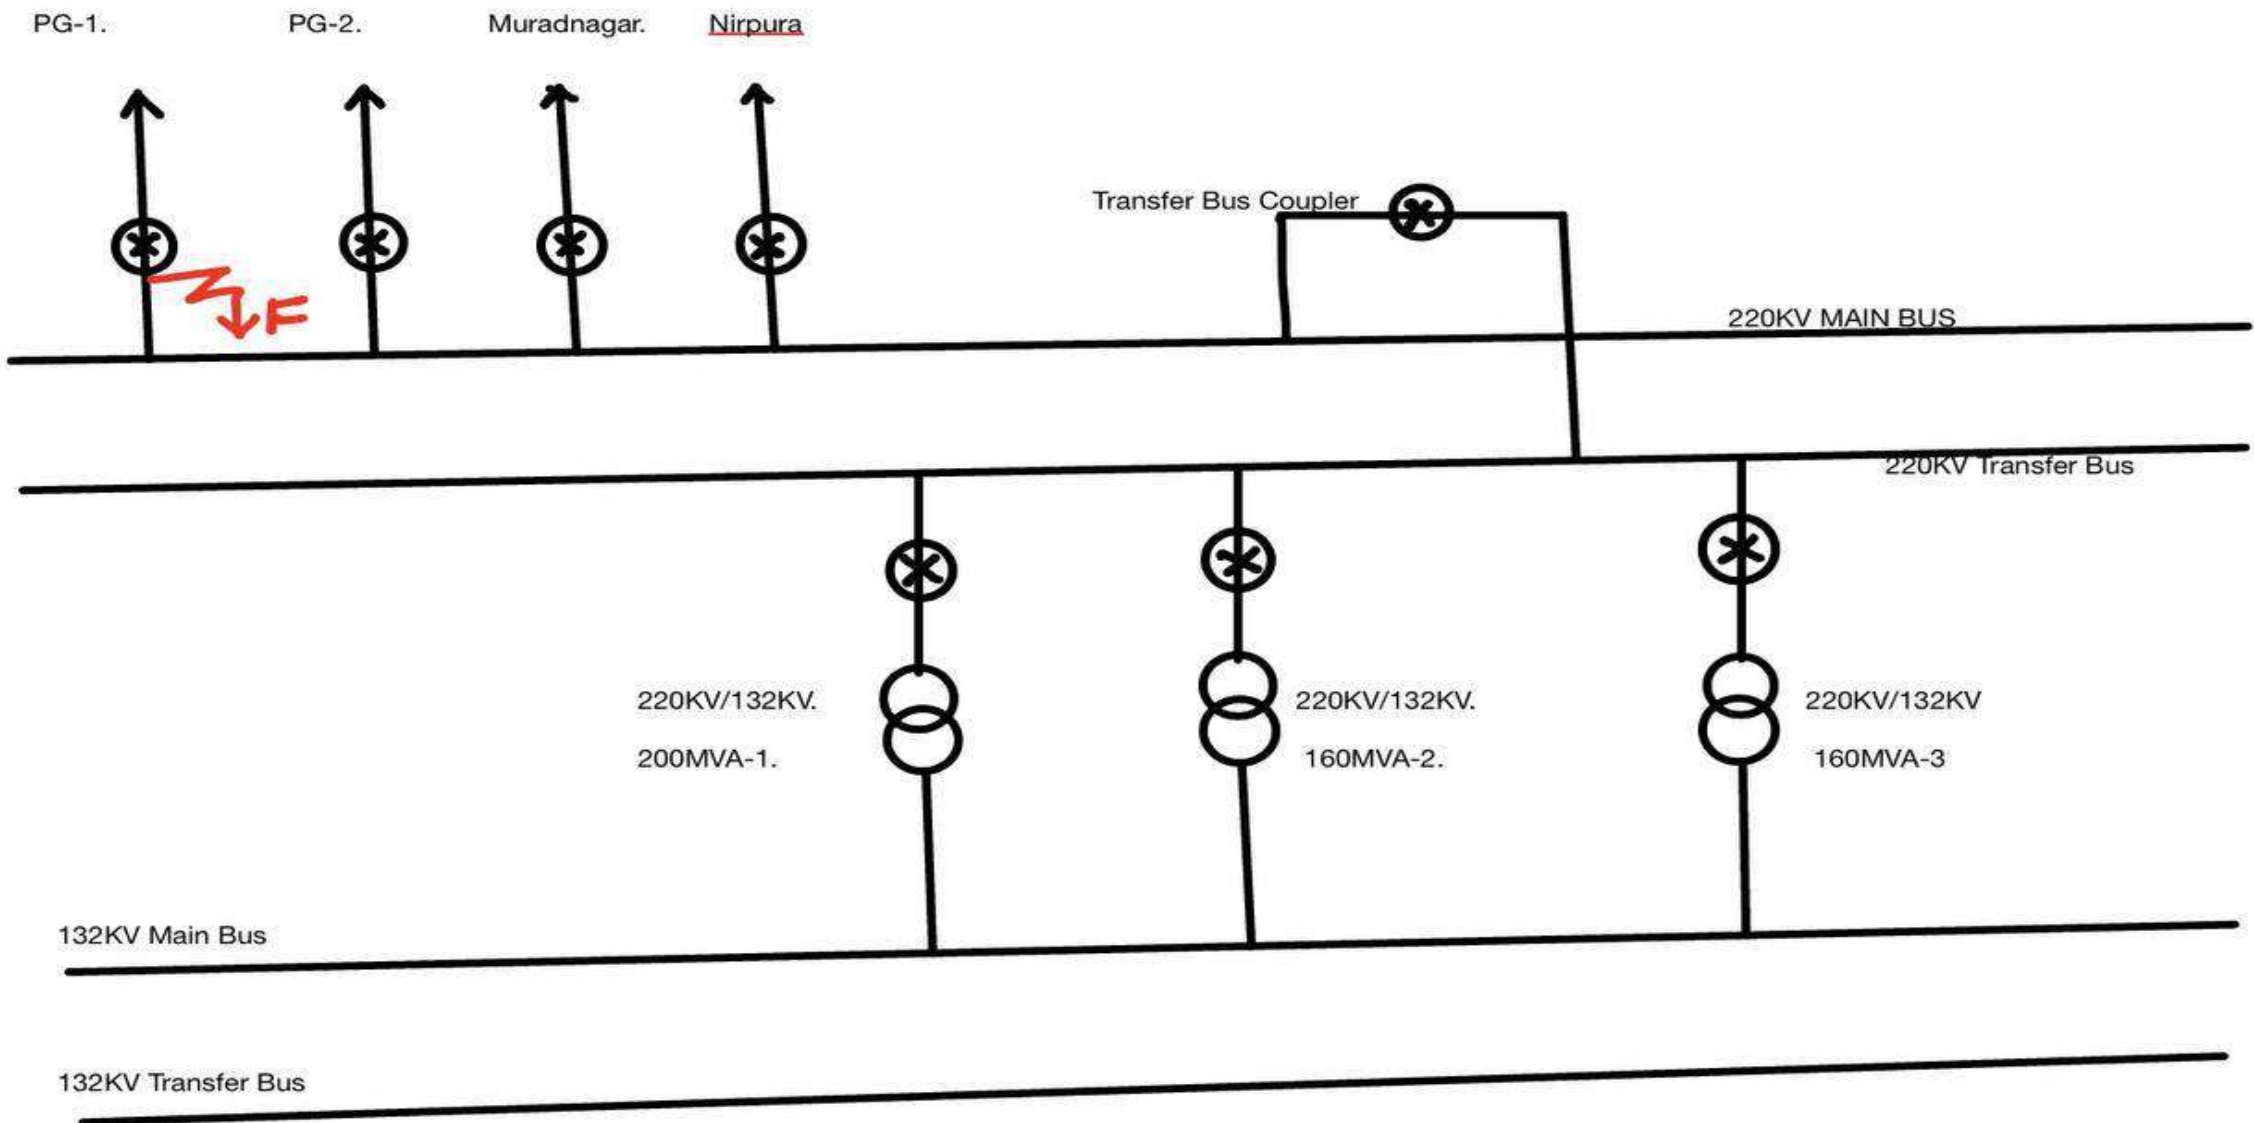 PG-1. PG-2. Muradnagar. Nirpura
Transfer Bus Coupler
F
220KV MAIN BUS
220KV Transfer Bus
220KV/132KV. 220KV/132KV. 220KV/132KV
200MVA-1. 160MVA-2. 160MVA-3
132KV Main Bus
132KV Transfer Bus